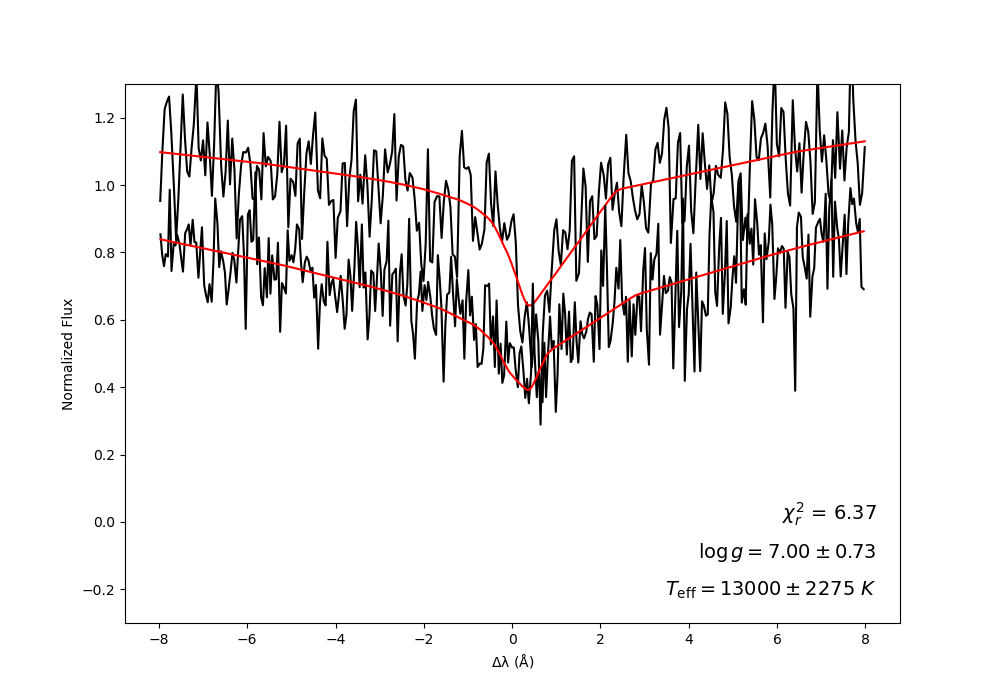 1.2
1.0
0.8
0.6
0.4
0.2
0.0
−0.2
Normalized Flux
χ²ᵣ = 6.37
log g = 7.00 ± 0.73
T_eff = 13000 ± 2275 K
−8 −6 −4 −2 0 2 4 6 8
Δλ (Å)